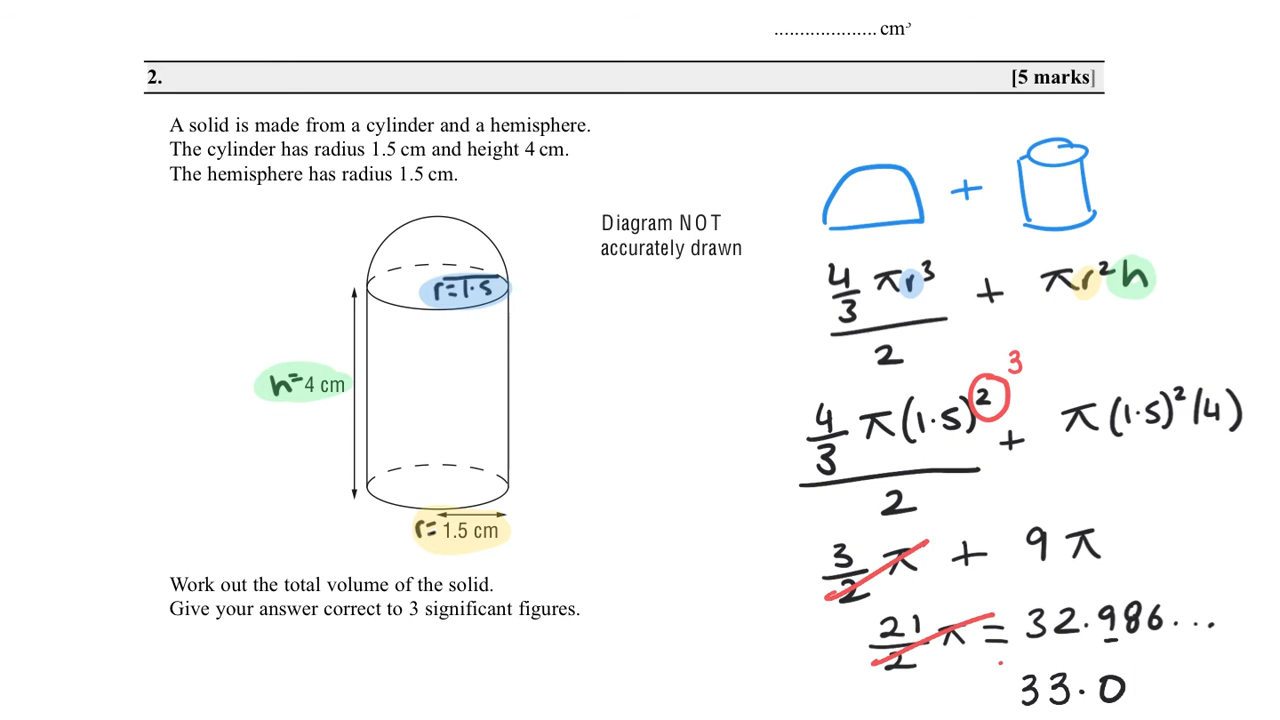 .................... cm³
2. [5 marks]
A solid is made from a cylinder and a hemisphere.
The cylinder has radius 1.5 cm and height 4 cm.
The hemisphere has radius 1.5 cm.
Diagram NOT
accurately drawn
r=1.5
h= 4 cm
r= 1.5 cm
Work out the total volume of the solid.
Give your answer correct to 3 significant figures.
+
4/3 πr³ / 2 + πr²h
4/3 π(1.5)² / 2 + π(1.5)²(4)
3
3/2 π + 9π
21/2 π = 32.986...
33.0